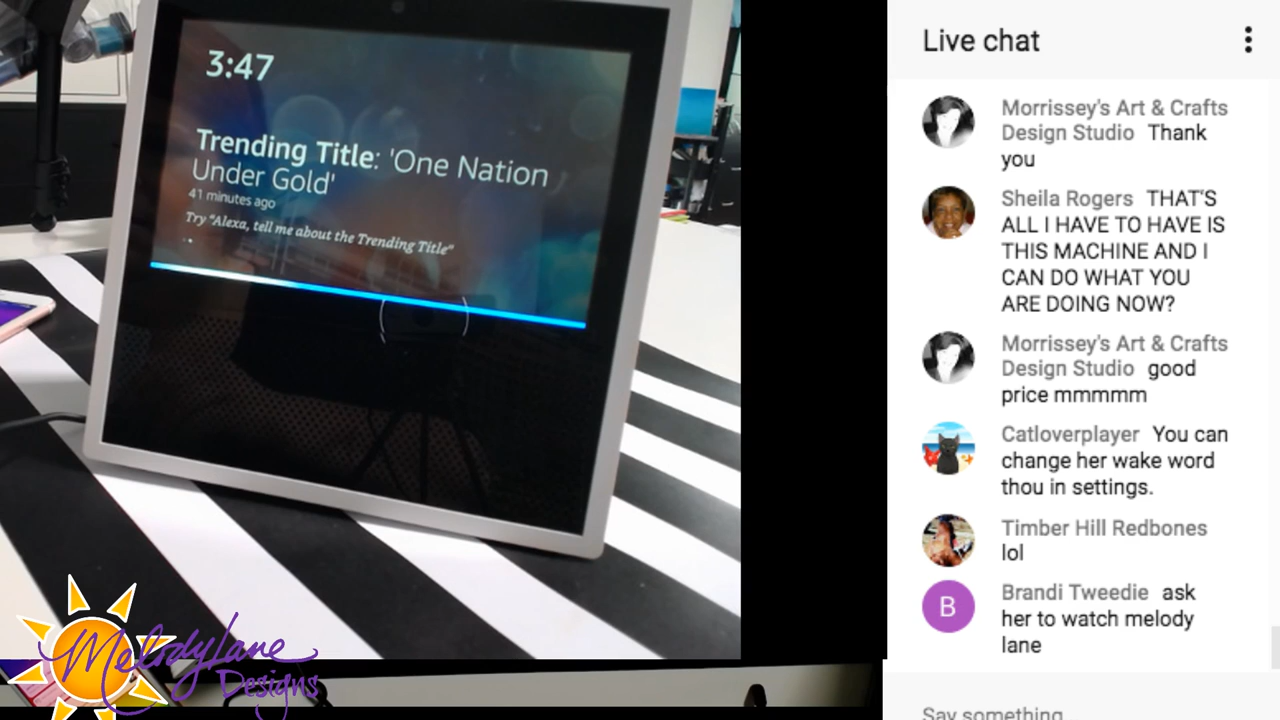 3:47
Trending Title: 'One Nation
Under Gold'
41 minutes ago
Try "Alexa, tell me about the Trending Title"
MelodyLane
Designs
Live chat
Morrissey's Art & Crafts
Design Studio Thank
you
Sheila Rogers THAT'S
ALL I HAVE TO HAVE IS
THIS MACHINE AND I
CAN DO WHAT YOU
ARE DOING NOW?
Morrissey's Art & Crafts
Design Studio good
price mmmmm
Catloverplayer You can
change her wake word
thou in settings.
Timber Hill Redbones
lol
B
Brandi Tweedie ask
her to watch melody
lane
Say something...